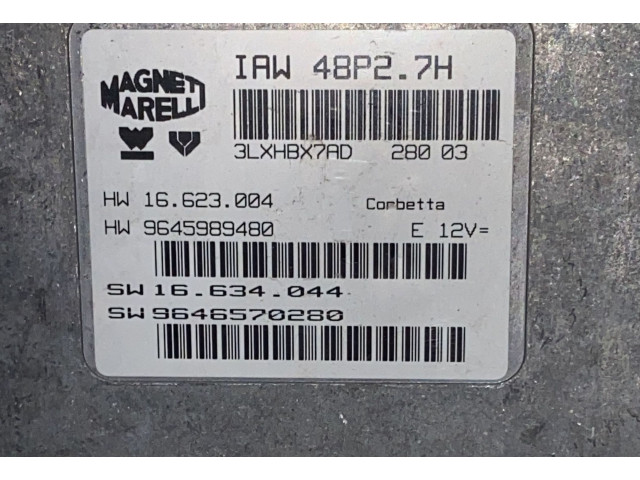 MAGNETI
MARELLI
IAW 48P2.7H
3LXHBX7AD 280 03
HW 16.623.004 Corbetta
HW 9645989480 E 12V=
SW 16.634.044
SW 9646570280